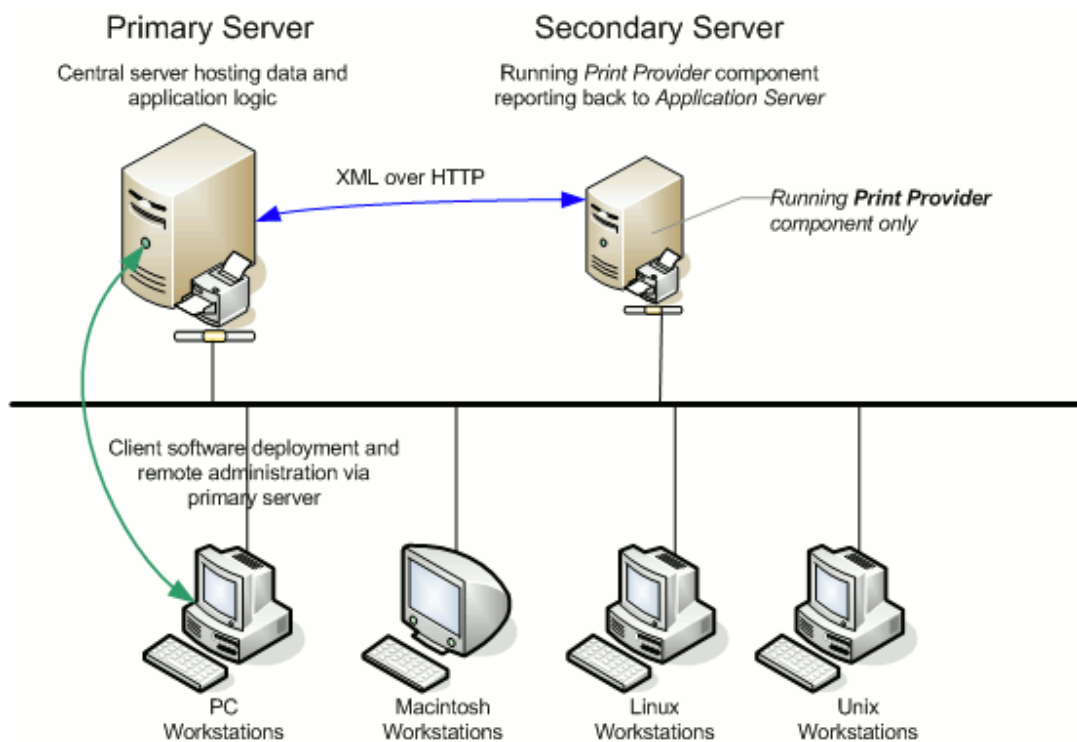 Primary Server
Central server hosting data and
application logic
Secondary Server
Running Print Provider component
reporting back to Application Server
XML over HTTP
Running Print Provider
component only
Client software deployment and
remote administration via
primary server
PC
Workstations
Macintosh
Workstations
Linux
Workstations
Unix
Workstations